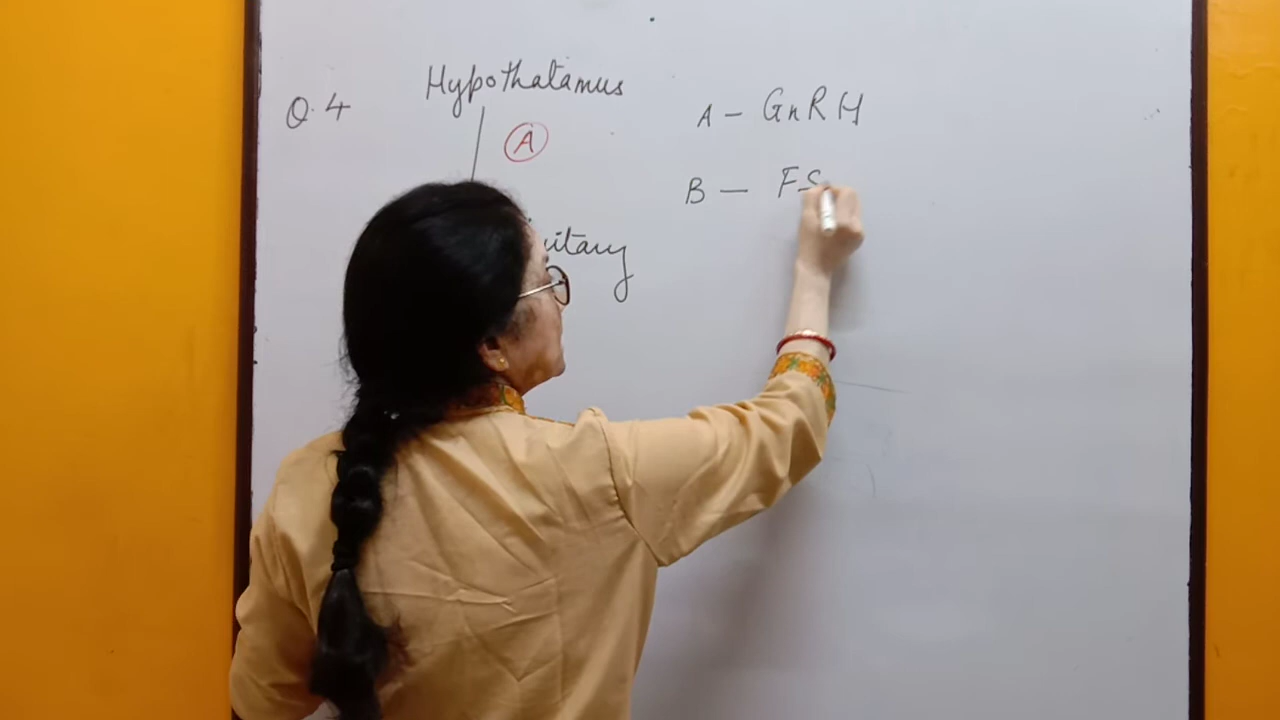 Q.4
Hypothalamus
A
A – GnRH
B – FS